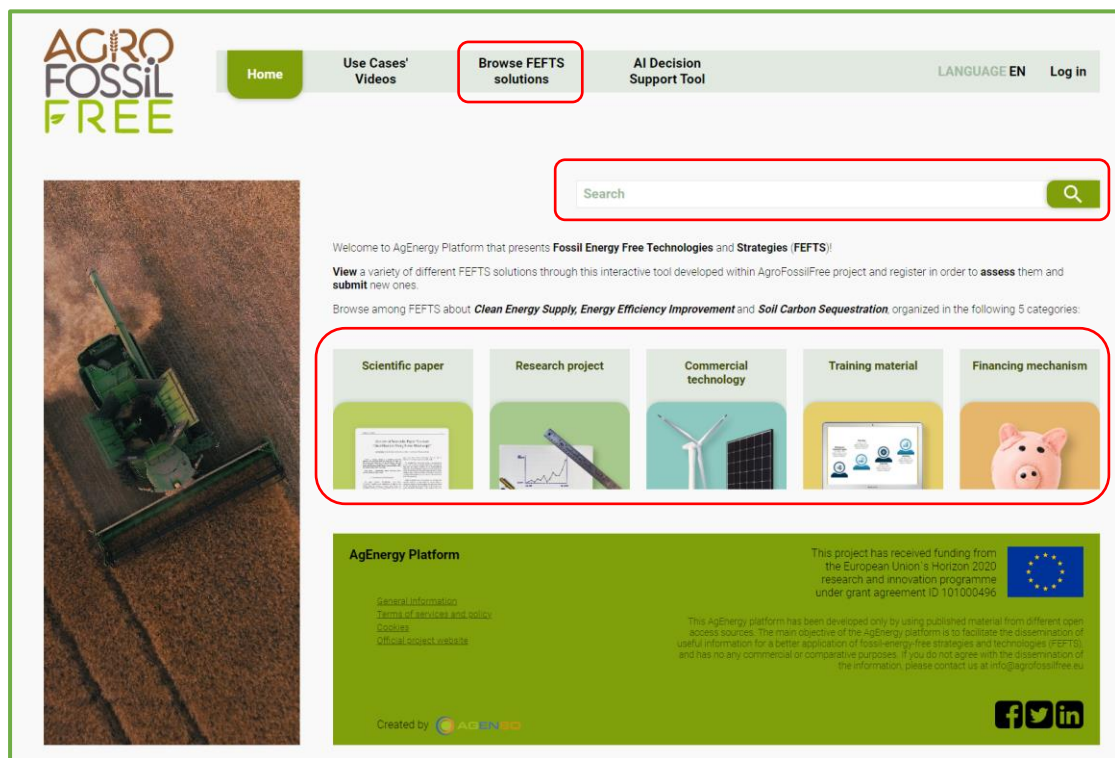 AGRO
FOSSiL
FREE
Home
Use Cases'
Videos
Browse FEFTS
solutions
AI Decision
Support Tool
LANGUAGE EN
Log in
Search
Welcome to AgEnergy Platform that presents Fossil Energy Free Technologies and Strategies (FEFTS)!
View a variety of different FEFTS solutions through this interactive tool developed within AgroFossilFree project and register in order to assess them and
submit new ones.
Browse among FEFTS about Clean Energy Supply, Energy Efficiency Improvement and Soil Carbon Sequestration, organized in the following 5 categories:
Scientific paper
Research project
Commercial
technology
Training material
Financing mechanism
AgEnergy Platform
General Information
Terms of services and policy
Cookies
Official project website
This project has received funding from
the European Union`s Horizon 2020
research and innovation programme
under grant agreement ID 101000496
This AgEnergy platform has been developed only by using published material from different open
access sources. The main objective of the AgEnergy platform is to facilitate the dissemination of
useful information for a better application of fossil-energy-free strategies and technologies (FEFTS),
and has no any commercial or comparative purposes. If you do not agree with the dissemination of
the information, please contact us at info@agrofossilfree.eu
Created by AGENSO